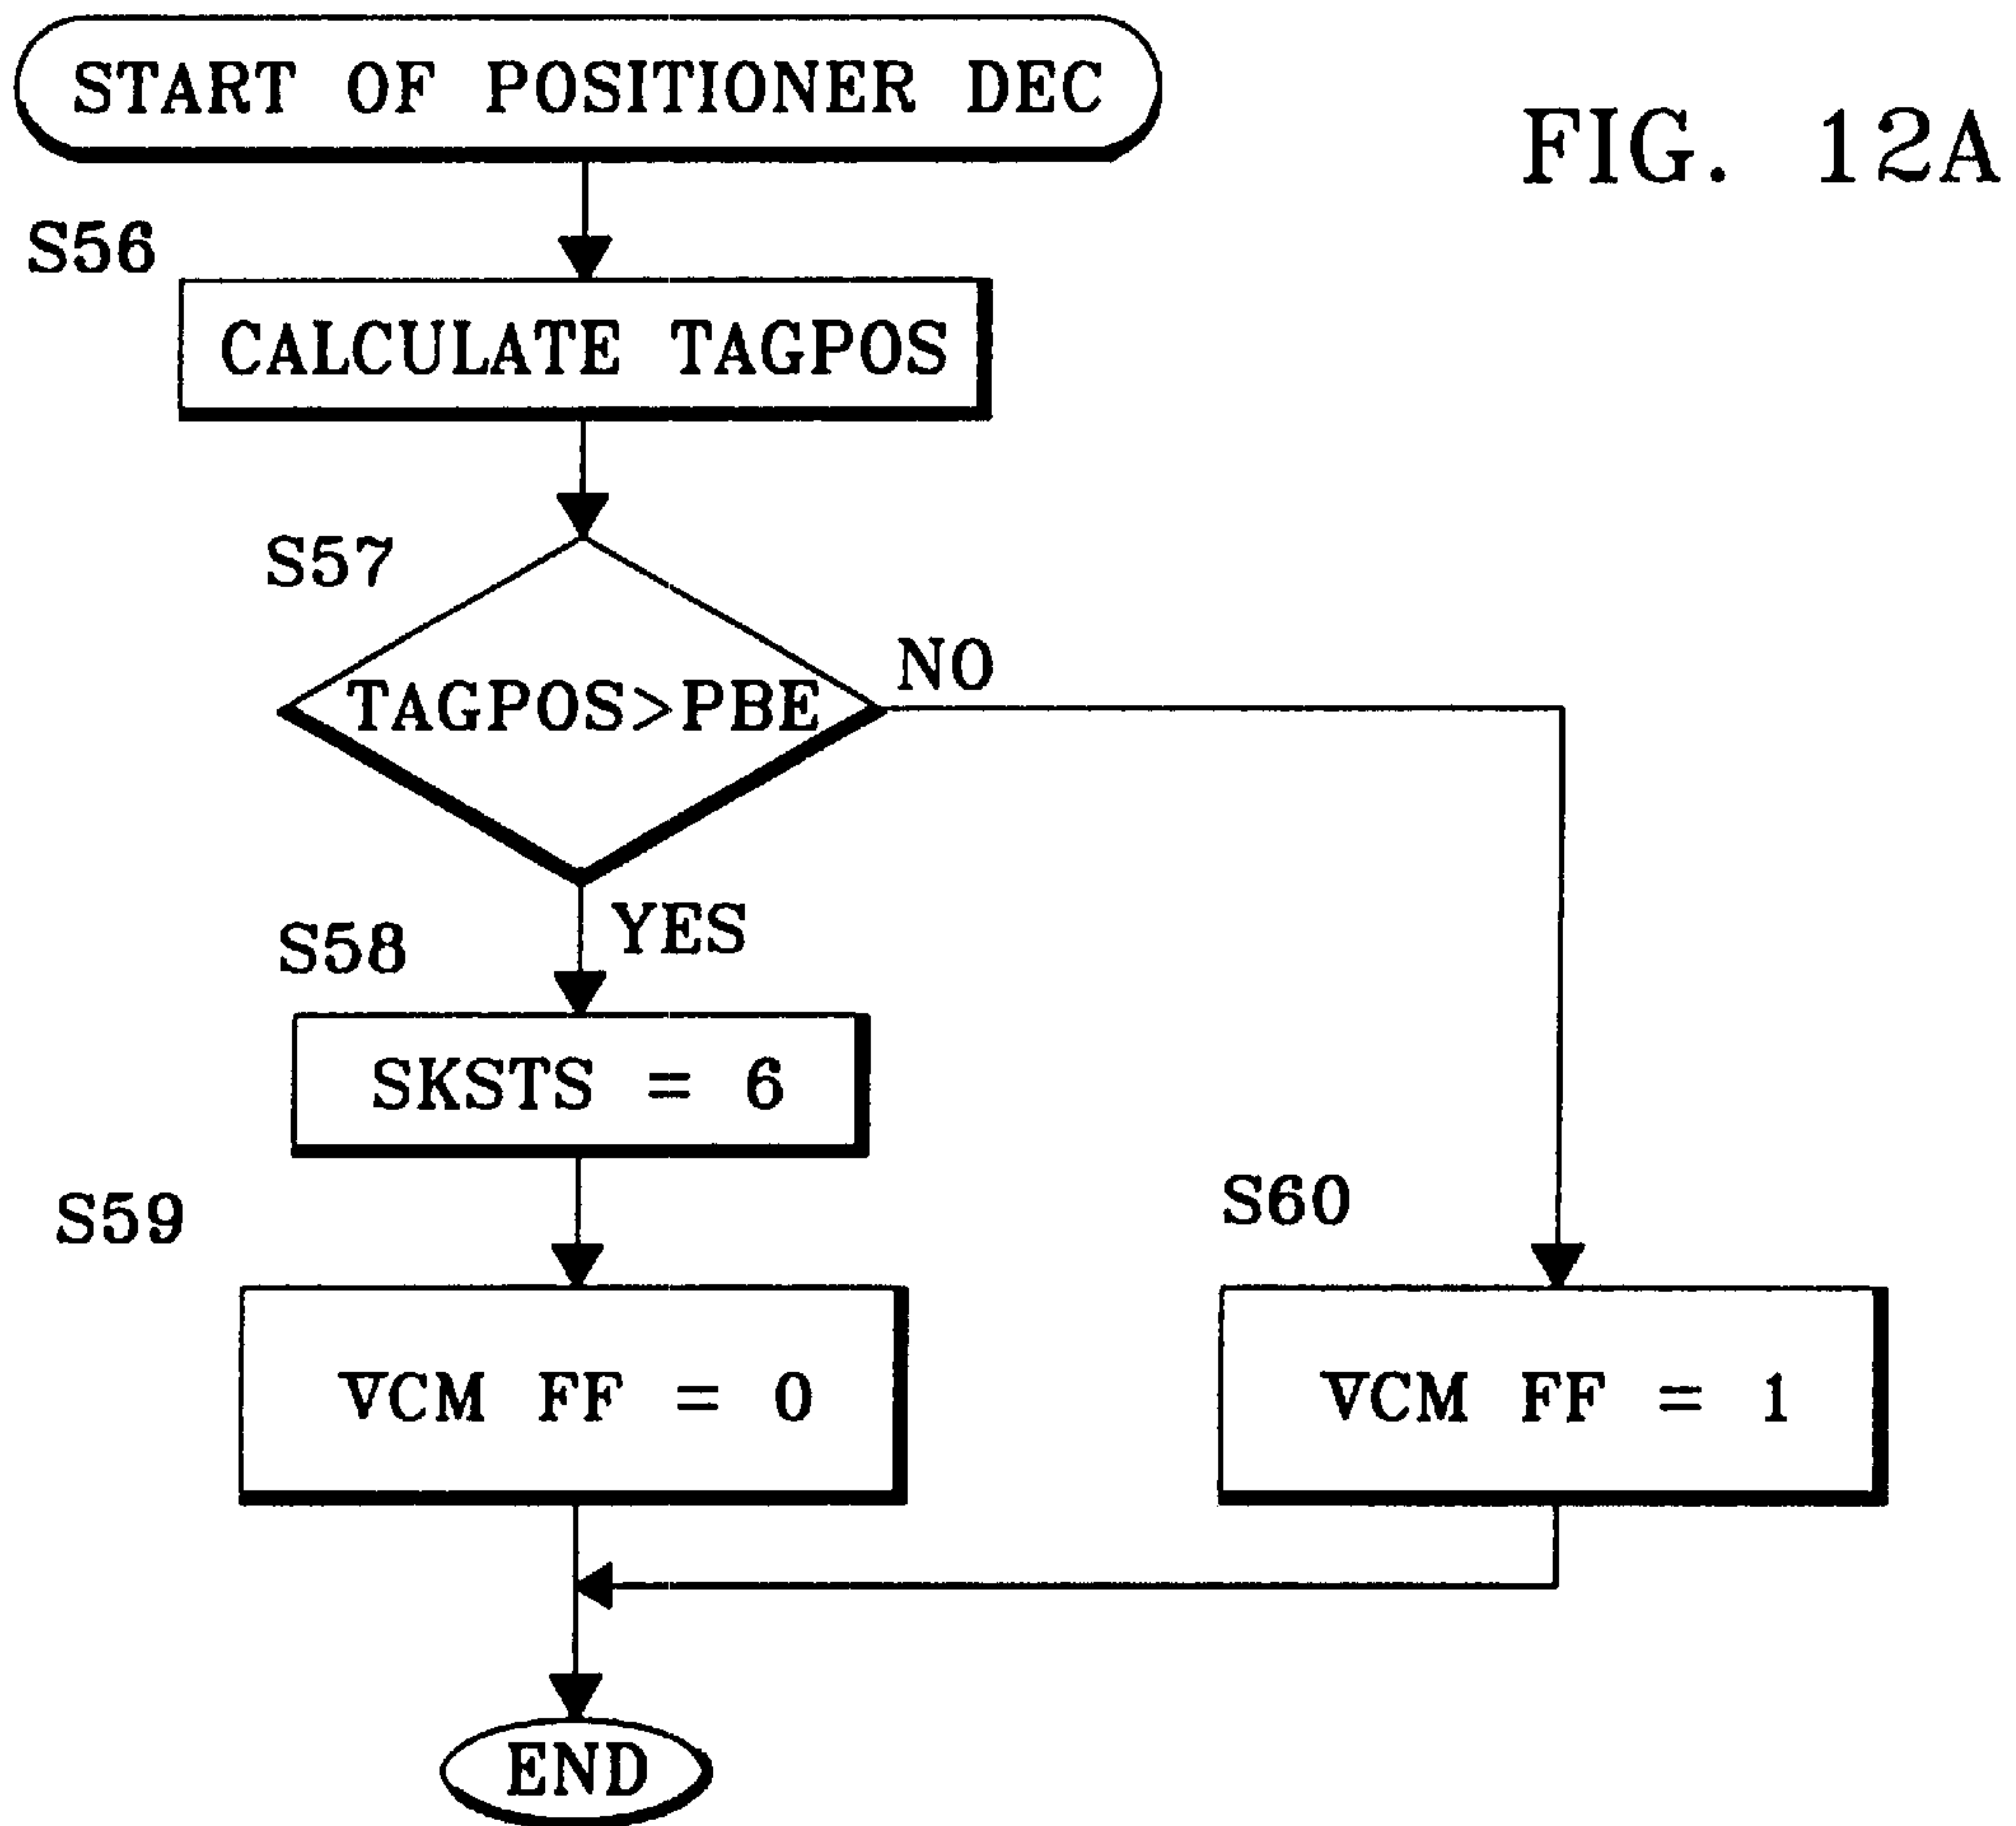 START OF POSITIONER DEC
FIG. 12A
S56
CALCULATE TAGPOS
S57
TAGPOS>PBE
NO
YES
S58
SKSTS = 6
S59
S60
VCM FF = 0
VCM FF = 1
END